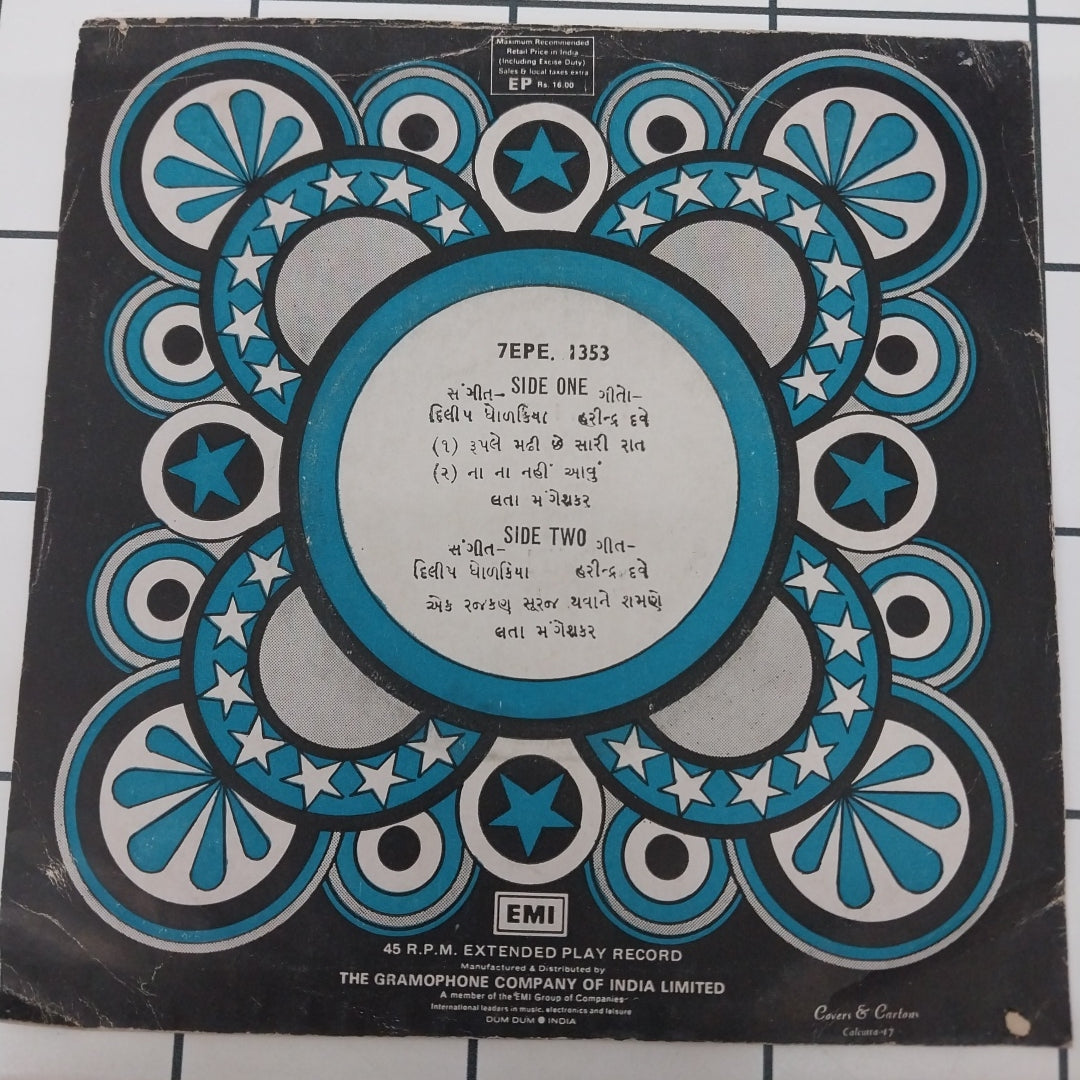 Maximum Recommended
Retail Price in India
(Including Excise Duty)
Sales & local taxes extra
EP Rs. 16.00
7EPE. 1353
સંગીત- SIDE ONE ગીતો-
દિલીપ ધોળકિયા હરીન્દ્ર દવે
(૧) રૂપલે મઢી છે સારી રાત
(૨) ના ના નહીં આવું
લતા મંગેશકર
SIDE TWO
સંગીત- ગીત-
દિલીપ ધોળકિયા હરીન્દ્ર દવે
એક રજકણ સૂરજ થવાને શમણે
લતા મંગેશકર
EMI
45 R.P.M. EXTENDED PLAY RECORD
Manufactured & Distributed by
THE GRAMOPHONE COMPANY OF INDIA LIMITED
A member of the EMI Group of Companies
International leaders in music, electronics and leisure
DUM DUM ● INDIA
Covers & Cartons
Calcutta-47